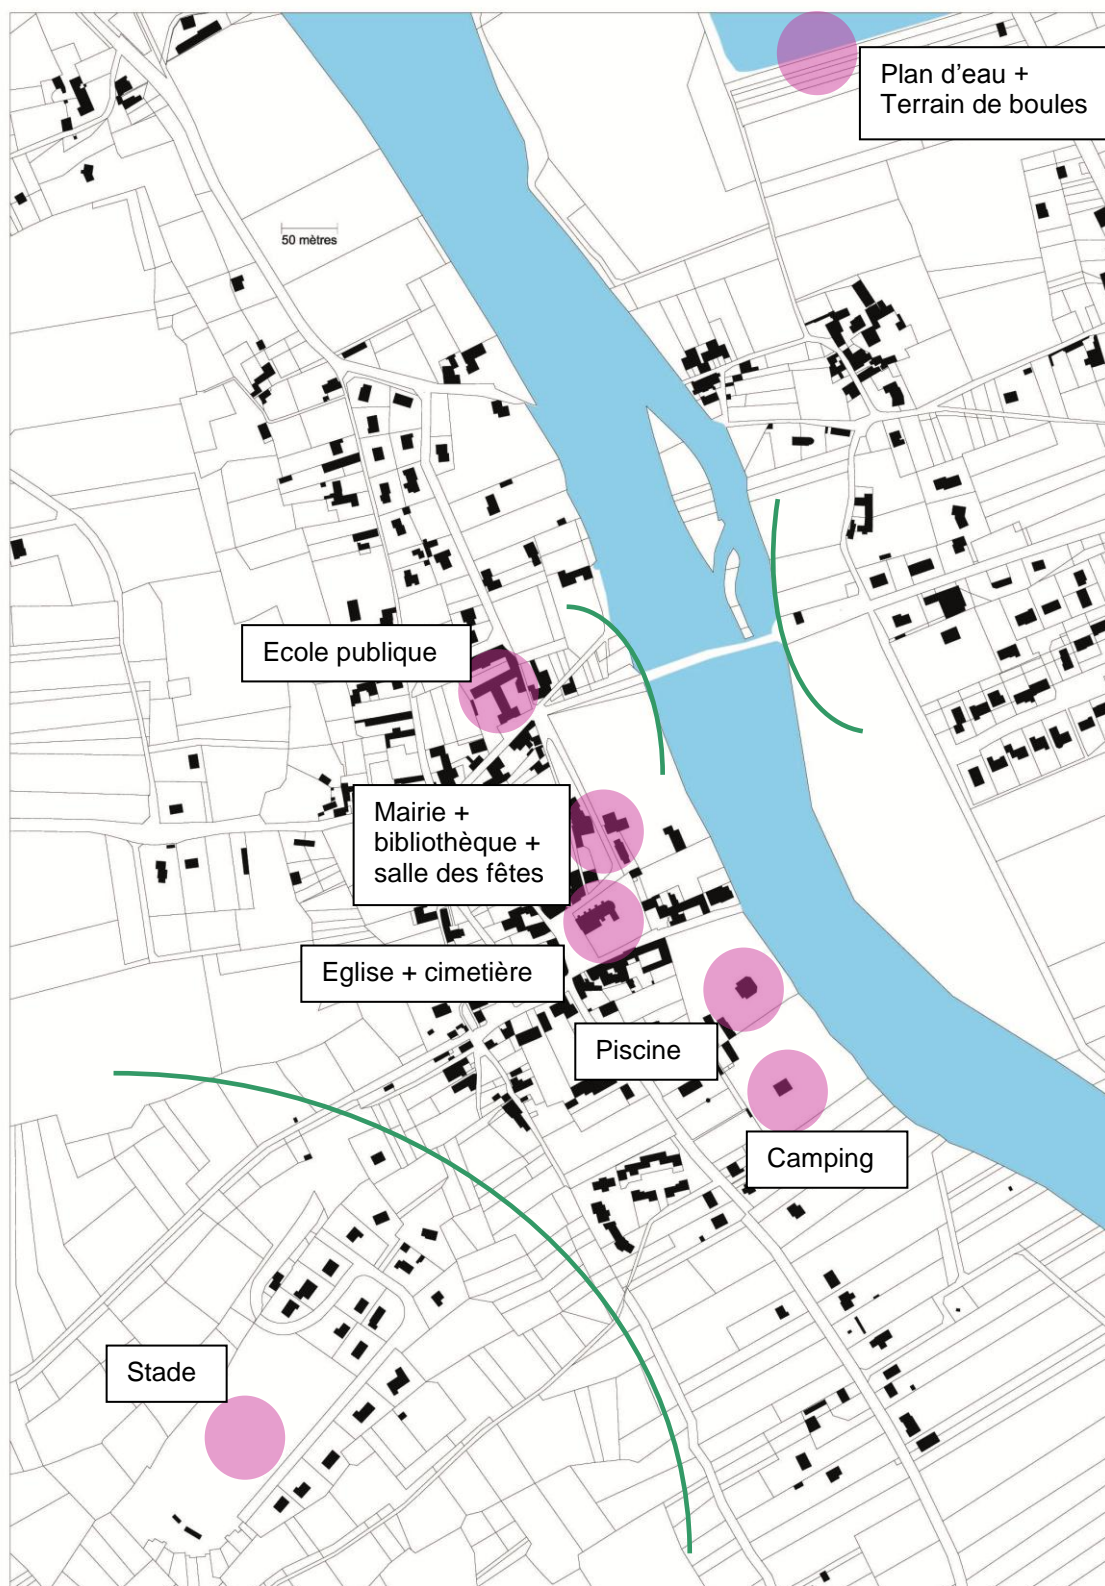 Plan d'eau +
Terrain de boules
50 mètres
Ecole publique
Mairie +
bibliothèque +
salle des fêtes
Eglise + cimetière
Piscine
Camping
Stade